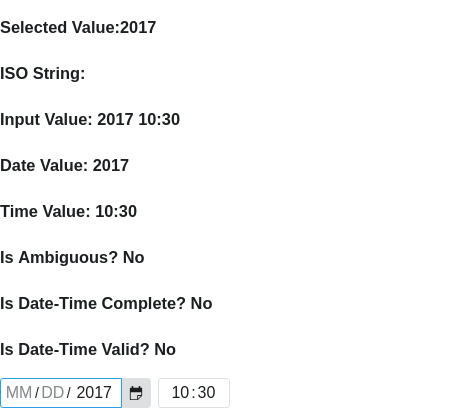 Selected Value:2017
ISO String:
Input Value: 2017 10:30
Date Value: 2017
Time Value: 10:30
Is Ambiguous? No
Is Date-Time Complete? No
Is Date-Time Valid? No
MM/DD/ 2017 10:30